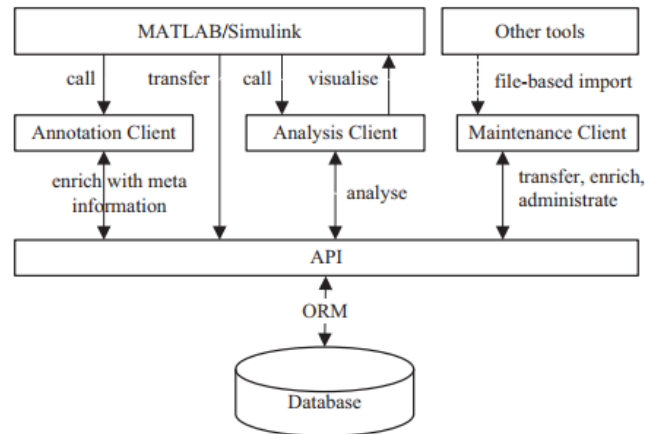 MATLAB/Simulink
Other tools
call
transfer
call
visualise
file-based import
Annotation Client
Analysis Client
Maintenance Client
enrich with meta
information
analyse
transfer, enrich,
administrate
API
ORM
Database